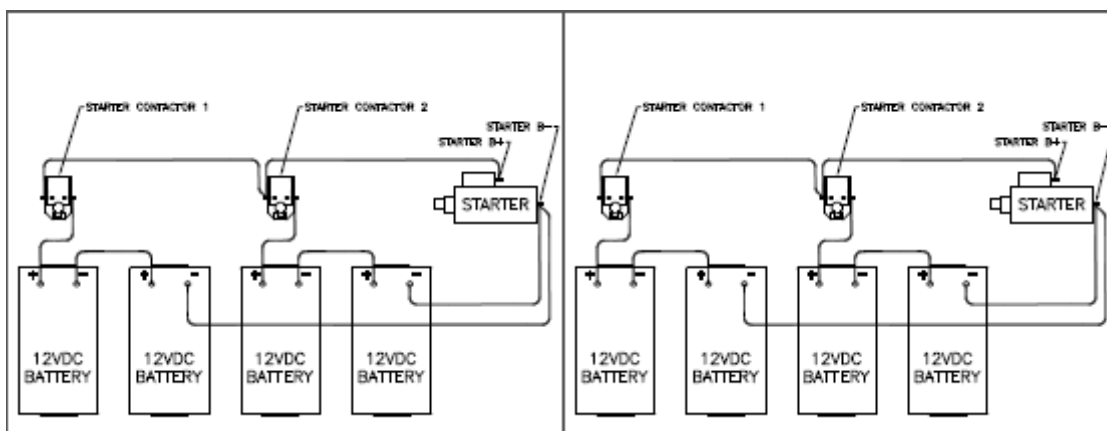 STARTER CONTACTOR 1
STARTER CONTACTOR 2
STARTER B-
STARTER B+
STARTER
+ -
+ -
+ -
+ -
12VDC
BATTERY
12VDC
BATTERY
12VDC
BATTERY
12VDC
BATTERY
STARTER CONTACTOR 1
STARTER CONTACTOR 2
STARTER B-
STARTER B+
STARTER
+ -
+ -
+ -
+ -
12VDC
BATTERY
12VDC
BATTERY
12VDC
BATTERY
12VDC
BATTERY